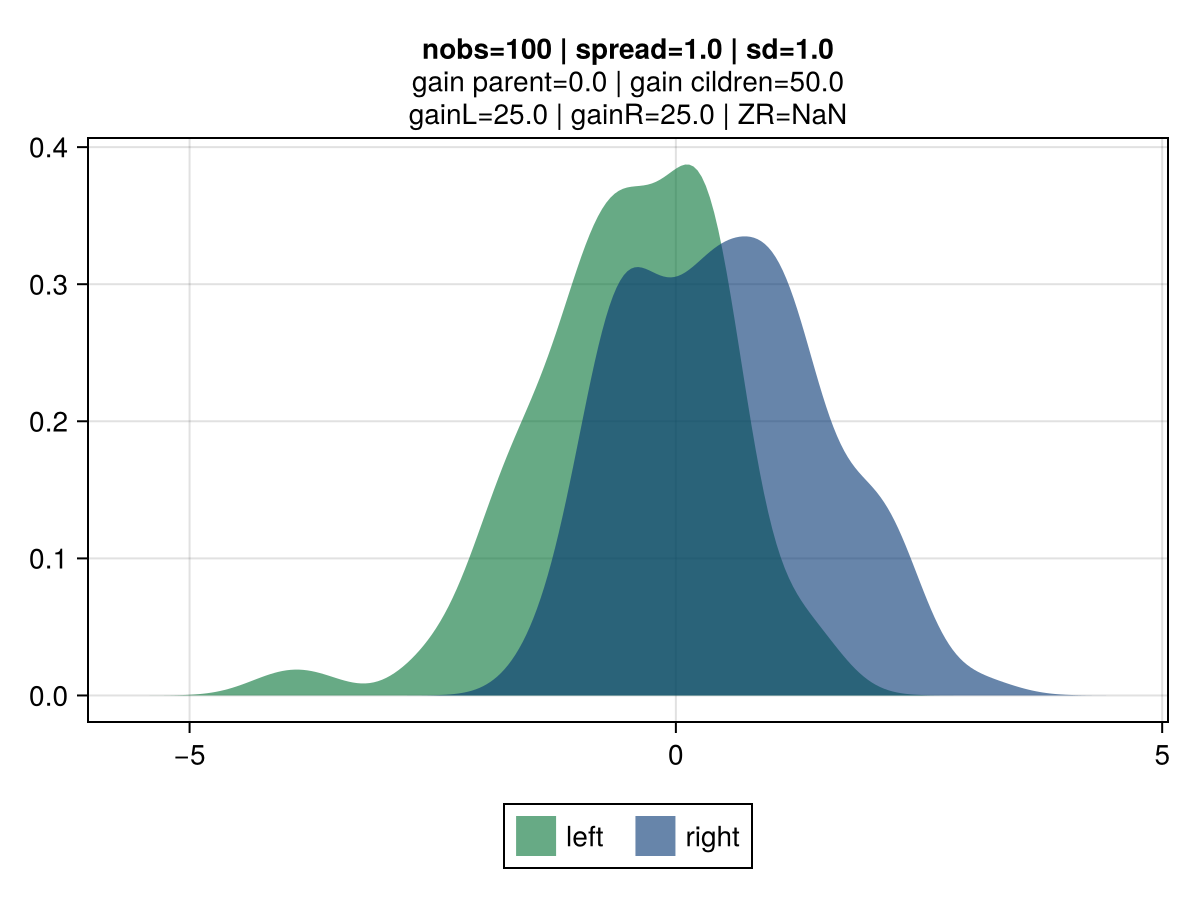 nobs=100 | spread=1.0 | sd=1.0
gain parent=0.0 | gain cildren=50.0
gainL=25.0 | gainR=25.0 | ZR=NaN
0.4
0.3
0.2
0.1
0.0
−5 0 5
left right